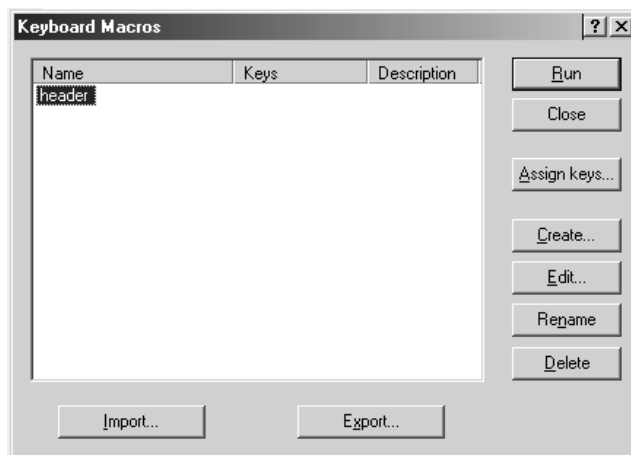 Keyboard Macros
? X
Name Keys Description
header
Run
Close
Assign keys...
Create...
Edit...
Rename
Delete
Import... Export...